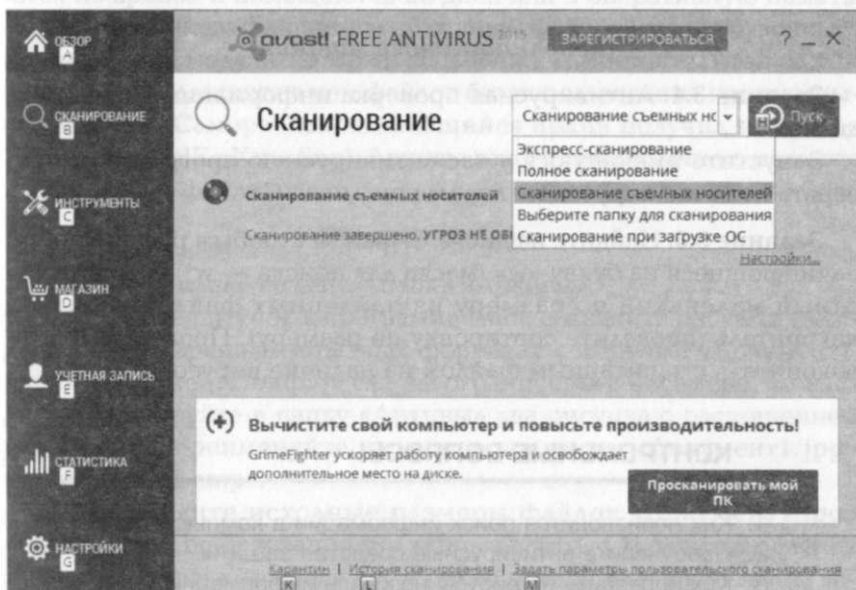 ОБЗОР
A
avast! FREE ANTIVIRUS 2015
ЗАРЕГИСТРИРОВАТЬСЯ
? _ X
СКАНИРОВАНИЕ
B
Сканирование
Сканирование съемных нос
Пуск
Экспресс-сканирование
Полное сканирование
Сканирование съемных носителей
Выберите папку для сканирования
Сканирование при загрузке ОС
ИНСТРУМЕНТЫ
C
Сканирование съемных носителей
Сканирование завершено. УГРОЗ НЕ ОБ
Настройки...
МАГАЗИН
D
УЧЕТНАЯ ЗАПИСЬ
E
Вычистите свой компьютер и повысьте производительность!
GrimeFighter ускоряет работу компьютера и освобождает
дополнительное место на диске.
Просканировать мой
ПК
СТАТИСТИКА
F
НАСТРОЙКИ
G
Карантин | История сканирования | Задать параметры пользовательского сканирования
K L M